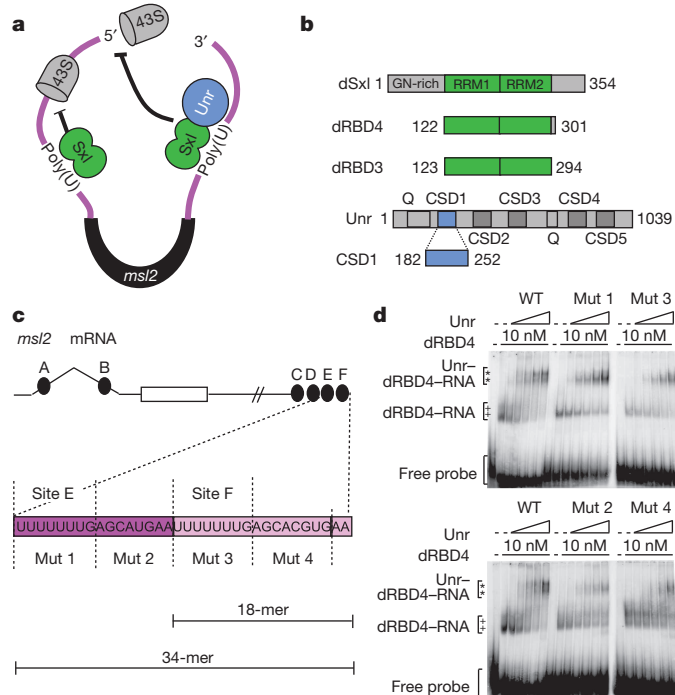 a
43S
5′
3′
43S
Unr
Sxl
Sxl
Poly(U)
Poly(U)
msl2
b
dSxl 1 GN-rich RRM1 RRM2 354
dRBD4 122 301
dRBD3 123 294
Q CSD1 CSD3 CSD4
Unr 1 1039
CSD2 Q CSD5
CSD1 182 252
c
msl2 mRNA
A B C D E F
Site E Site F
UUUUUUUGAGCAUGAAUUUUUUUGAGCACGUGAA
Mut 1 Mut 2 Mut 3 Mut 4
18-mer
34-mer
d
WT Mut 1 Mut 3
Unr - - -
dRBD4 - 10 nM - 10 nM - 10 nM
Unr–
dRBD4–RNA
*
*
dRBD4–RNA
‡
Free probe
WT Mut 2 Mut 4
Unr - - -
dRBD4 - 10 nM - 10 nM - 10 nM
Unr–
dRBD4–RNA
*
*
dRBD4–RNA
‡
Free probe